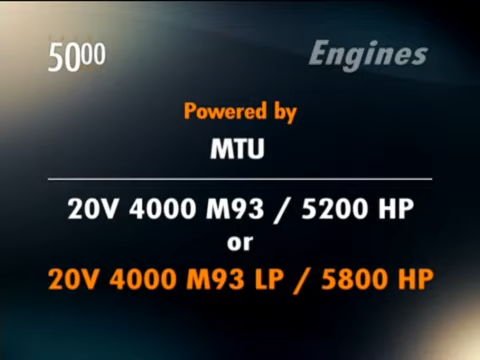 5000
Engines
Powered by
MTU
20V 4000 M93 / 5200 HP
or
20V 4000 M93 LP / 5800 HP